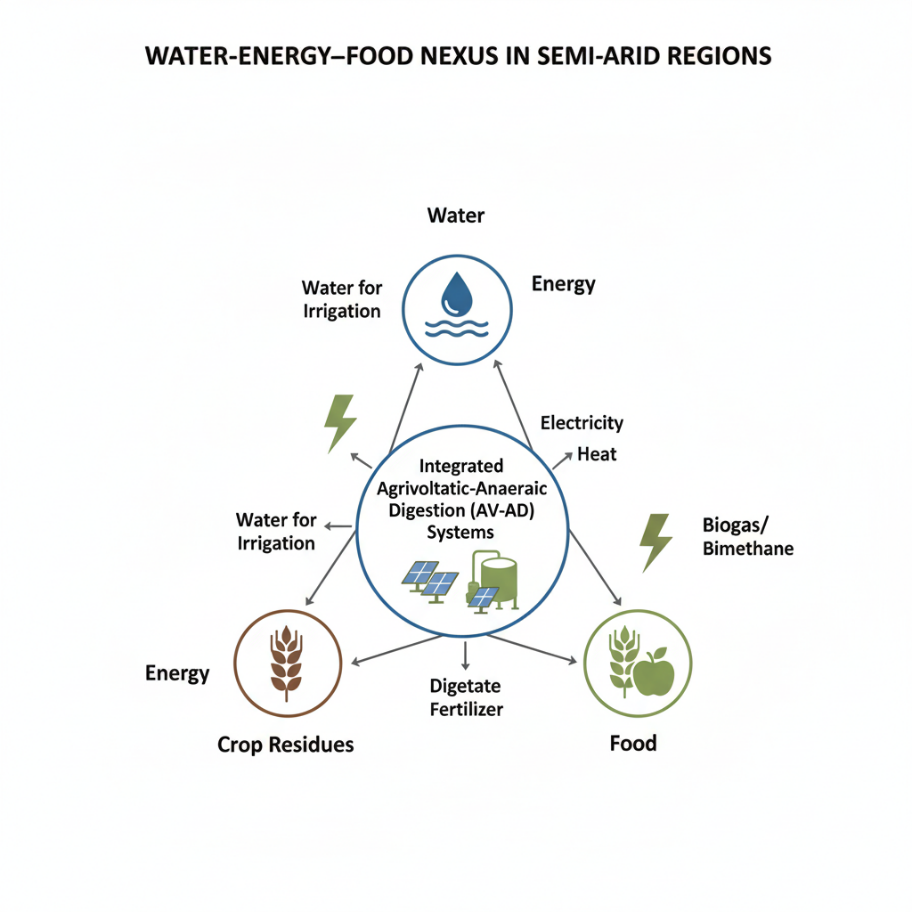 WATER-ENERGY–FOOD NEXUS IN SEMI-ARID REGIONS
Water
Water for
Irrigation
Energy
Electricity
Heat
Integrated
Agrivoltatic-Anaeraic
Digestion (AV-AD)
Systems
Water for
Irrigation
Biogas/
Bimethane
Energy
Digetate
Fertilizer
Crop Residues
Food